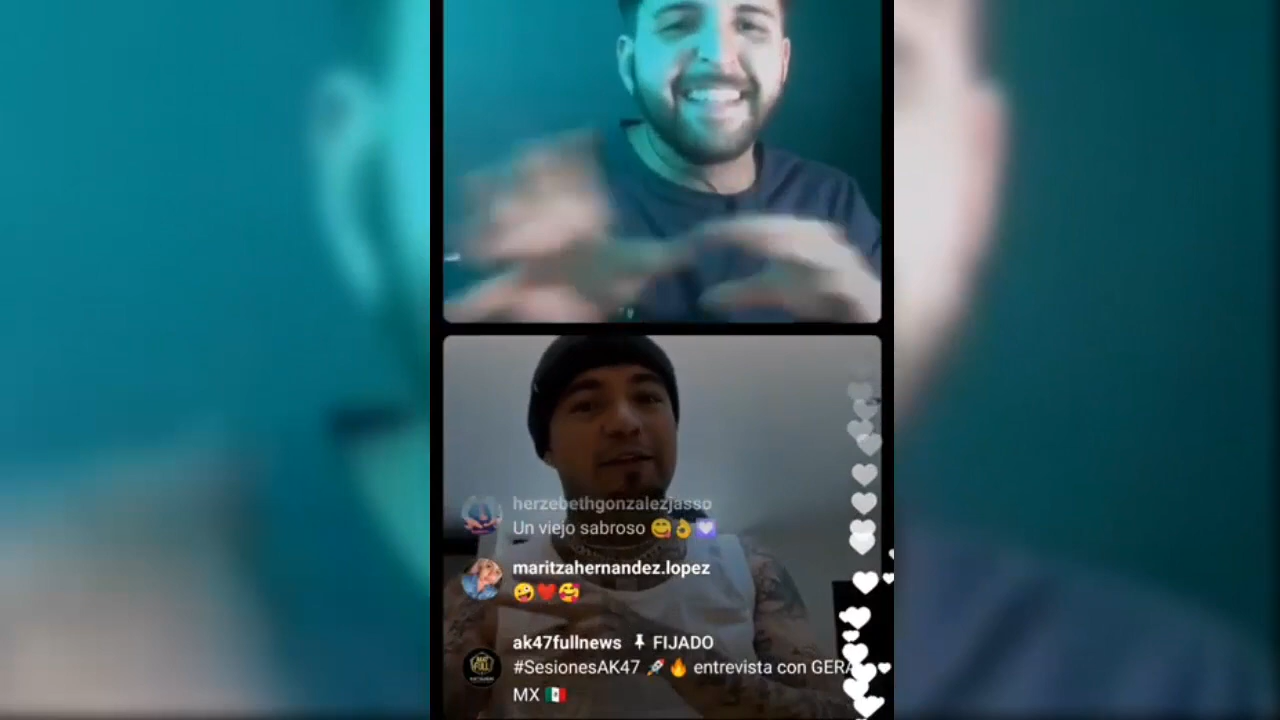 herzebethgonzalezjasso
Un viejo sabroso 😋👌💟
maritzahernandez.lopez
🤪❤️🥰
ak47fullnews 📌 FIJADO
#SesionesAK47 🚀🔥 entrevista con GERA
MX 🇲🇽